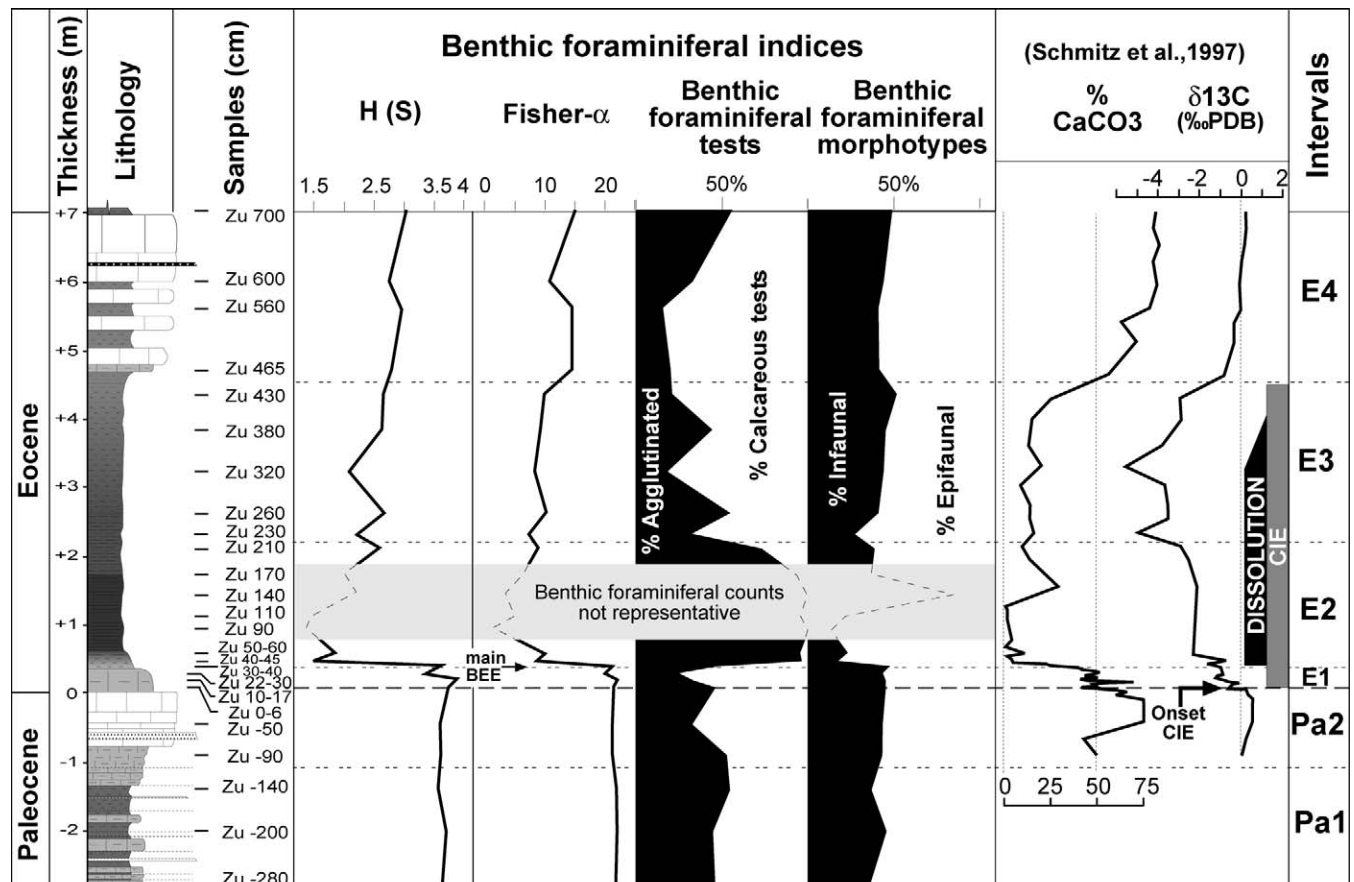 Thickness (m)
Lithology
Samples (cm)
Benthic foraminiferal indices
H (S)
Fisher-α
Benthic
foraminiferal
tests
Benthic
foraminiferal
morphotypes
(Schmitz et al.,1997)
%
CaCO3
δ13C
(‰PDB)
Intervals
1.5 2.5 3.5 4
0 10 20
50%
50%
-4 -2 0 2
Eocene
Paleocene
+7
+6
+5
+4
+3
+2
+1
0
-1
-2
Zu 700
Zu 600
Zu 560
Zu 465
Zu 430
Zu 380
Zu 320
Zu 260
Zu 230
Zu 210
Zu 170
Zu 140
Zu 110
Zu 90
Zu 50-60
Zu 40-45
Zu 30-40
Zu 22-30
Zu 10-17
Zu 0-6
Zu -50
Zu -90
Zu -140
Zu -200
Zu -280
% Agglutinated
% Calcareous tests
% Infaunal
% Epifaunal
Benthic foraminiferal counts
not representative
main
BEE
Onset
CIE
DISSOLUTION
CIE
0 25 50 75
E4
E3
E2
E1
Pa2
Pa1